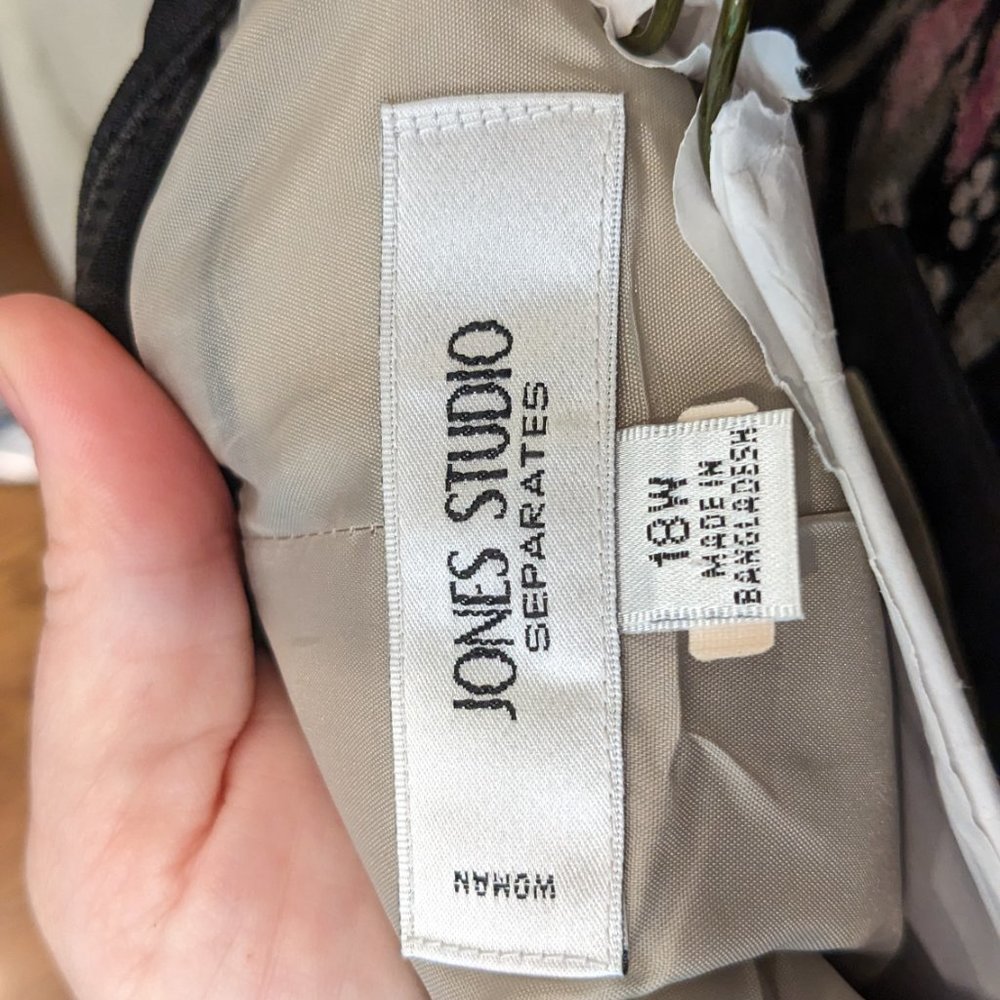 JONES STUDIO
SEPARATES
WOMAN
18W
MADE IN
BANGLADESH